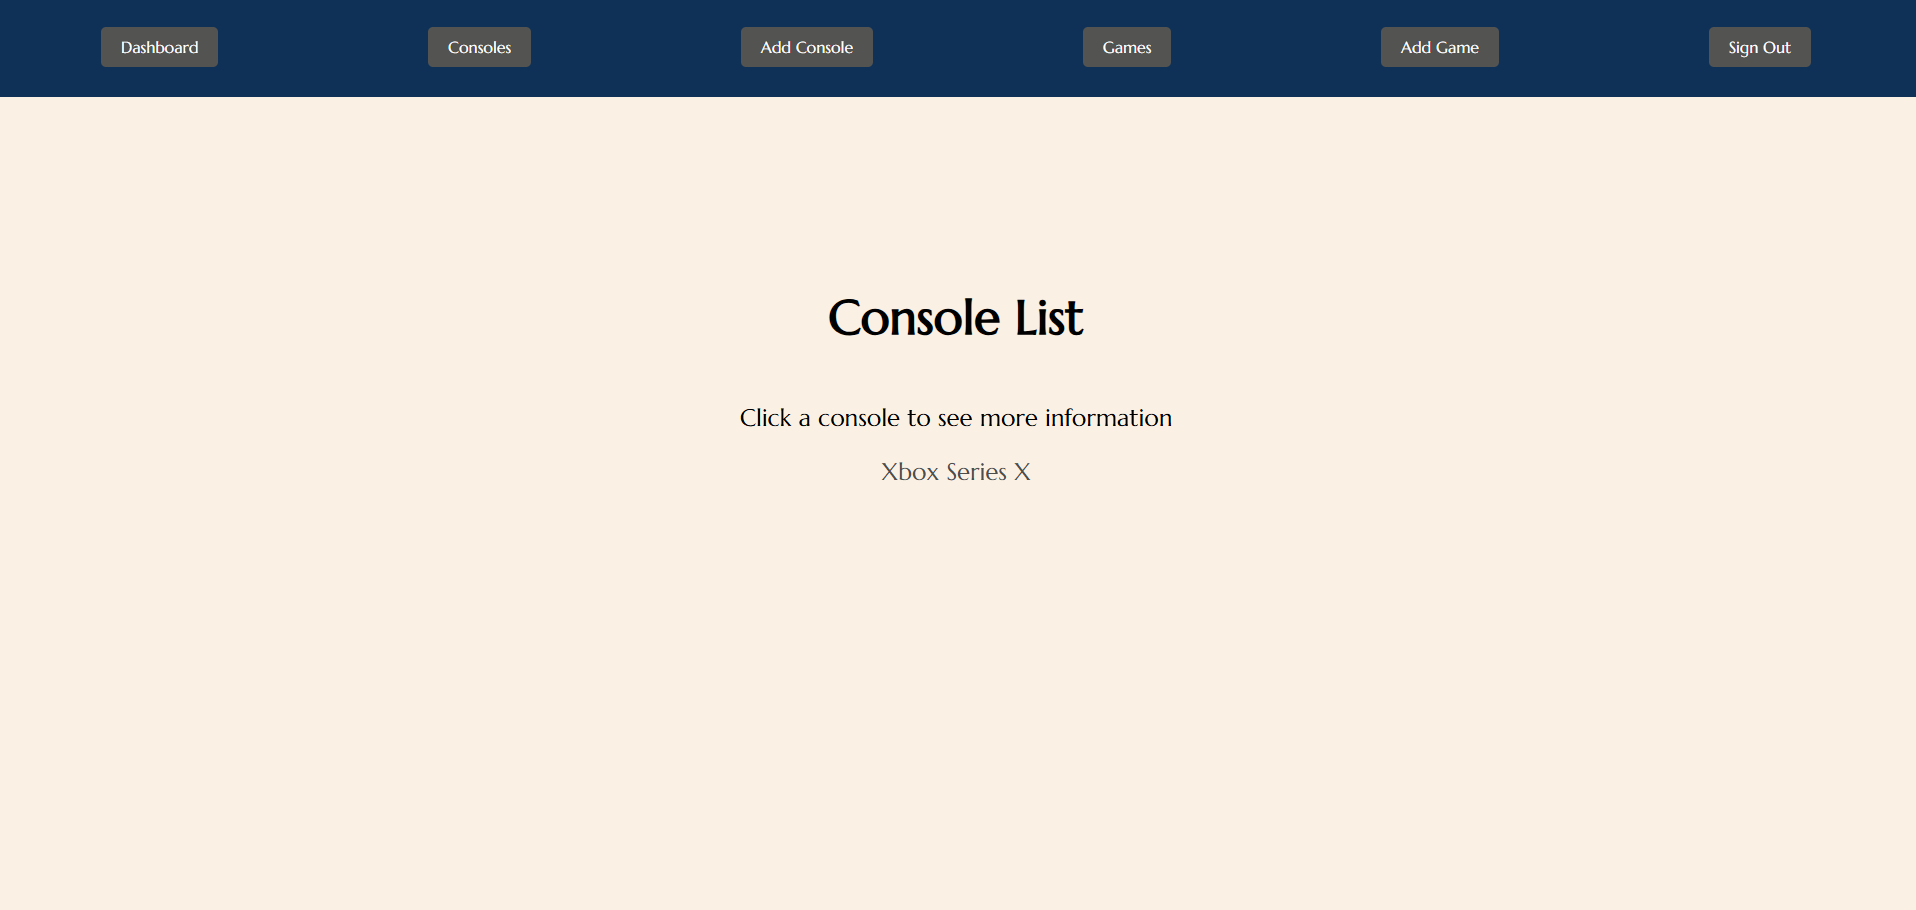 Dashboard Consoles Add Console Games Add Game Sign Out
Console List
Click a console to see more information
Xbox Series X